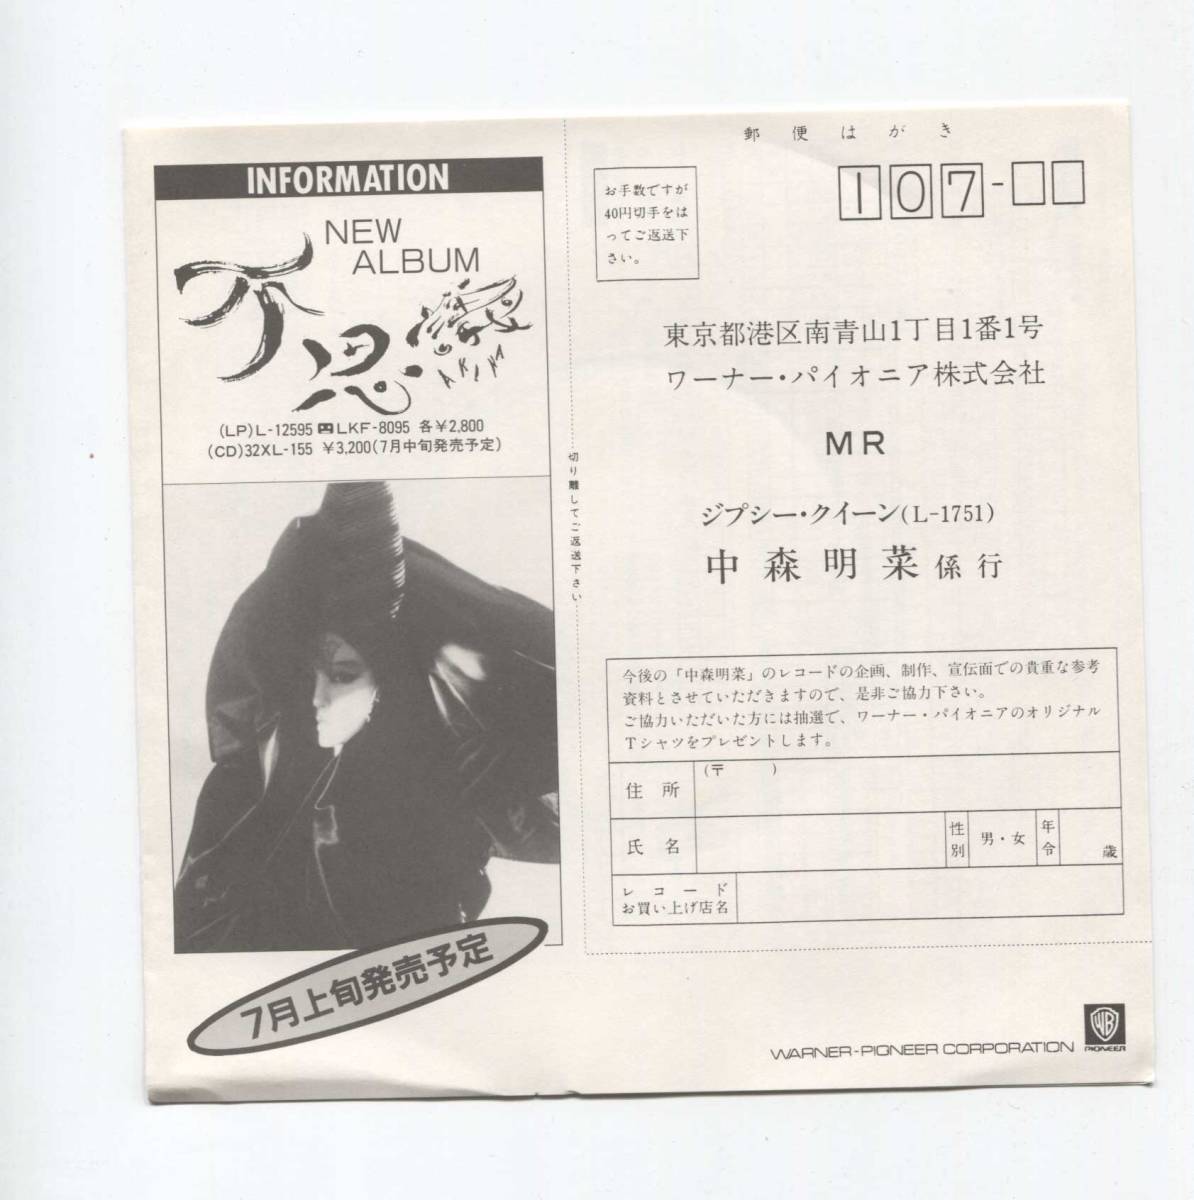 INFORMATION
NEW
ALBUM
不思議
AKINA
(LP)L-12595 LKF-8095 各¥2,800
(CD)32XL-155 ¥3,200(7月中旬発売予定)
7月上旬発売予定
切り離してご返送下さい
郵便はがき
お手数ですが
40円切手をは
ってご返送下
さい。
107-□□
東京都港区南青山1丁目1番1号
ワーナー・パイオニア株式会社
MR
ジプシー・クイーン(L-1751)
中森明菜係行
今後の「中森明菜」のレコードの企画、制作、宣伝面での貴重な参考
資料とさせていただきますので、是非ご協力下さい。
ご協力いただいた方には抽選で、ワーナー・パイオニアのオリジナル
Tシャツをプレゼントします。
住所 (〒 )
氏名 性別 男・女 年令 歳
レコード
お買い上げ店名
WARNER-PIONEER CORPORATION
WB
PIONEER